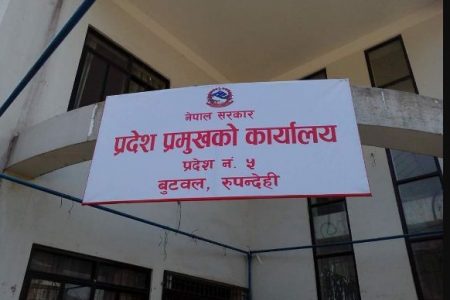 नेपाल सरकार
प्रदेश प्रमुखको कार्यालय
प्रदेश नं. ५
बुटवल, रुपन्देही